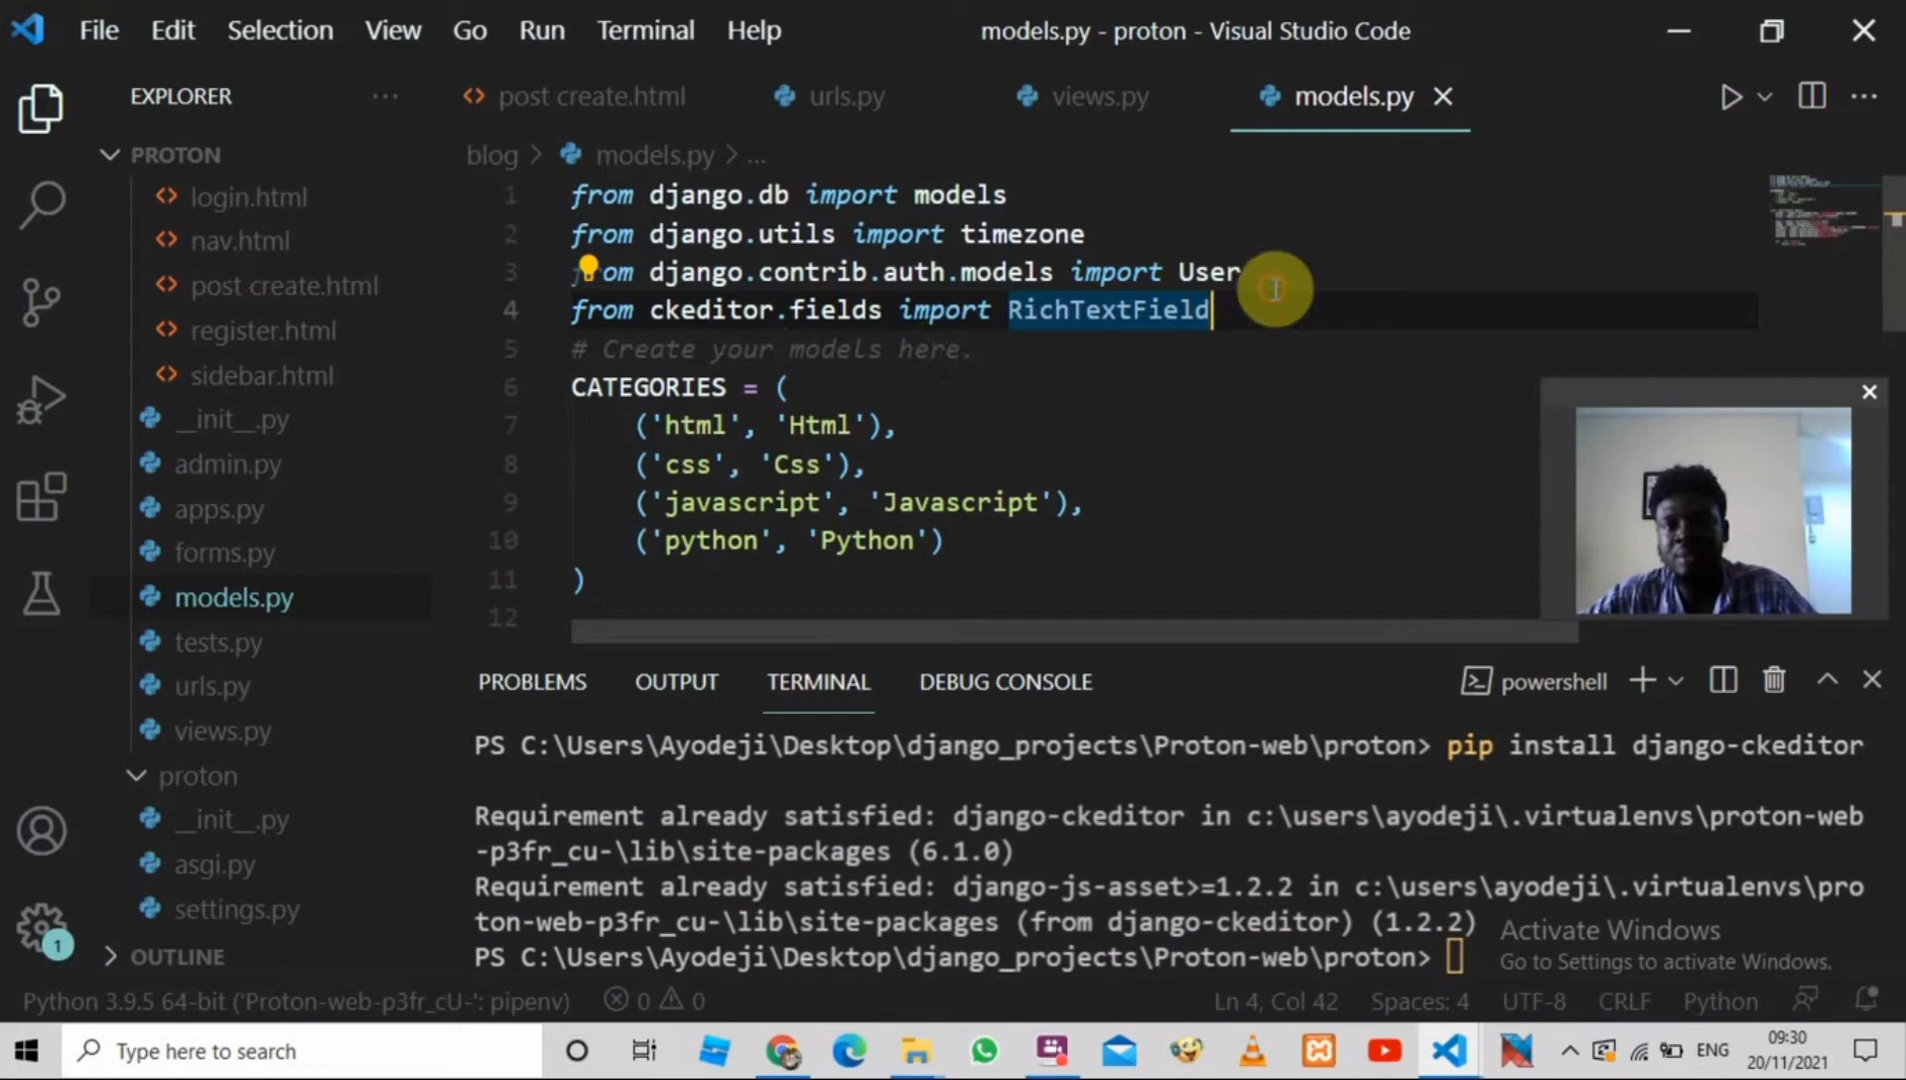 File Edit Selection View Go Run Terminal Help models.py - proton - Visual Studio Code
EXPLORER ···
post create.html urls.py views.py models.py
PROTON
login.html
nav.html
post create.html
register.html
sidebar.html
__init__.py
admin.py
apps.py
forms.py
models.py
tests.py
urls.py
views.py
proton
__init__.py
asgi.py
settings.py
OUTLINE
blog > models.py > ...
1 from django.db import models
2 from django.utils import timezone
3 from django.contrib.auth.models import User
4 from ckeditor.fields import RichTextField
5 # Create your models here.
6 CATEGORIES = (
7 ('html', 'Html'),
8 ('css', 'Css'),
9 ('javascript', 'Javascript'),
10 ('python', 'Python')
11 )
12
PROBLEMS OUTPUT TERMINAL DEBUG CONSOLE powershell
PS C:\Users\Ayodeji\Desktop\django_projects\Proton-web\proton> pip install django-ckeditor
Requirement already satisfied: django-ckeditor in c:\users\ayodeji\.virtualenvs\proton-web
-p3fr_cu-\lib\site-packages (6.1.0)
Requirement already satisfied: django-js-asset>=1.2.2 in c:\users\ayodeji\.virtualenvs\pro
ton-web-p3fr_cu-\lib\site-packages (from django-ckeditor) (1.2.2)
PS C:\Users\Ayodeji\Desktop\django_projects\Proton-web\proton>
Activate Windows
Go to Settings to activate Windows.
1
Python 3.9.5 64-bit ('Proton-web-p3fr_cU-': pipenv) 0 0 Ln 4, Col 42 Spaces: 4 UTF-8 CRLF Python
Type here to search
ENG
09:30
20/11/2021